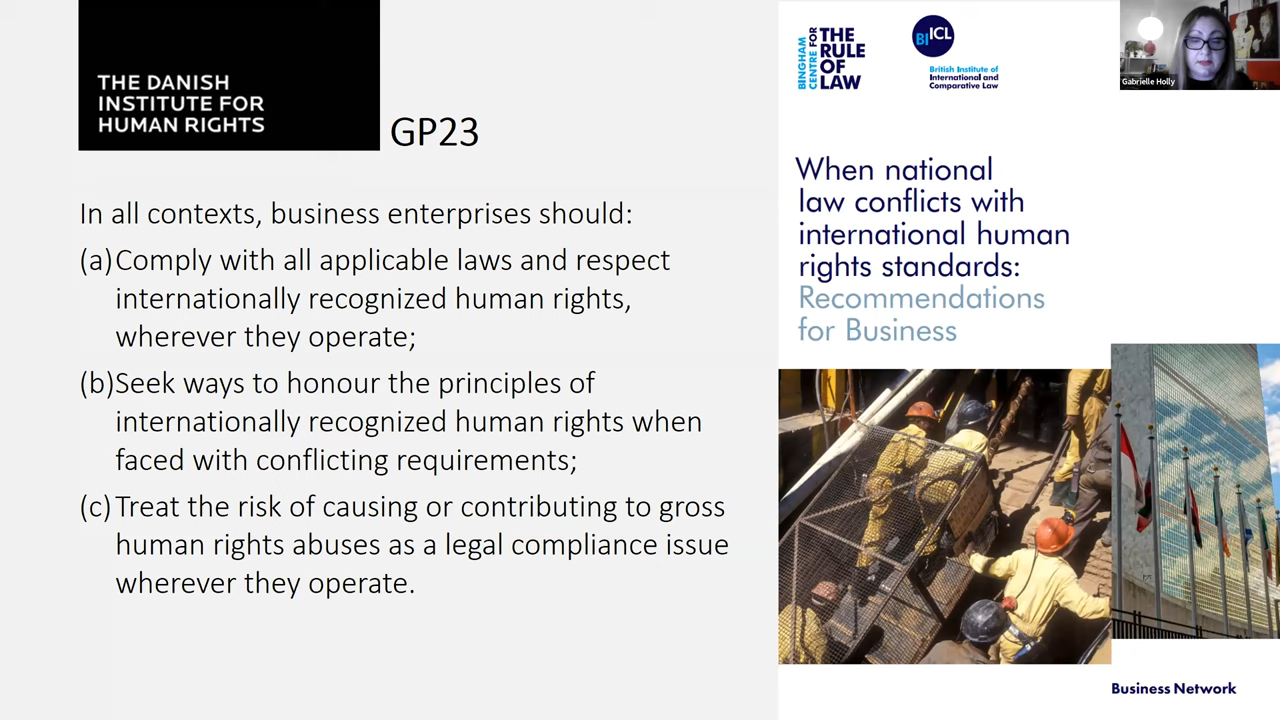 THE DANISH
INSTITUTE FOR
HUMAN RIGHTS
GP23
In all contexts, business enterprises should:
(a) Comply with all applicable laws and respect
internationally recognized human rights,
wherever they operate;
(b) Seek ways to honour the principles of
internationally recognized human rights when
faced with conflicting requirements;
(c) Treat the risk of causing or contributing to gross
human rights abuses as a legal compliance issue
wherever they operate.
BINGHAM
CENTRE FOR
THE
RULE
OF
LAW
BIICL
British Institute of
International and
Comparative Law
Gabrielle Holly
When national
law conflicts with
international human
rights standards:
Recommendations
for Business
Business Network